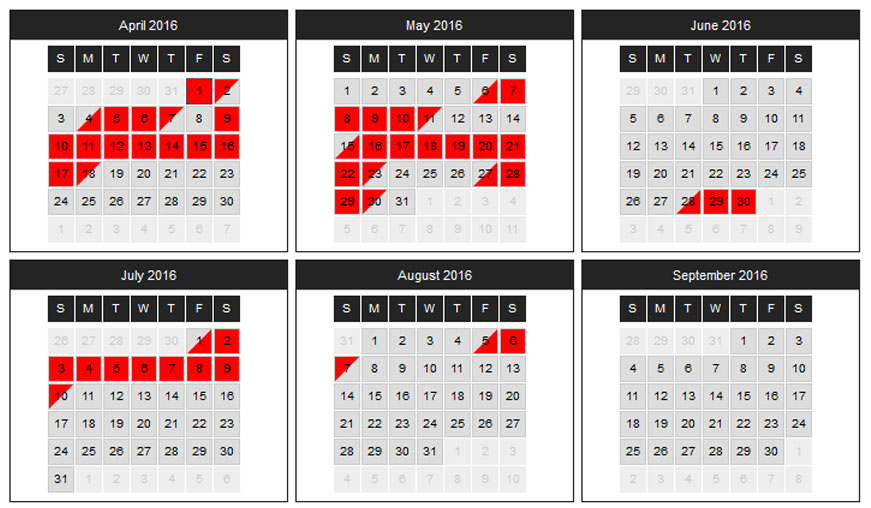 April 2016 May 2016 June 2016
S M T W T F S S M T W T F S S M T W T F S
27 28 29 30 31 1 2 1 2 3 4 5 6 7 29 30 31 1 2 3 4
3 4 5 6 7 8 9 8 9 10 11 12 13 14 5 6 7 8 9 10 11
10 11 12 13 14 15 16 15 16 17 18 19 20 21 12 13 14 15 16 17 18
17 18 19 20 21 22 23 22 23 24 25 26 27 28 19 20 21 22 23 24 25
24 25 26 27 28 29 30 29 30 31 1 2 3 4 26 27 28 29 30 1 2
1 2 3 4 5 6 7 5 6 7 8 9 10 11 3 4 5 6 7 8 9
July 2016 August 2016 September 2016
S M T W T F S S M T W T F S S M T W T F S
26 27 28 29 30 1 2 31 1 2 3 4 5 6 28 29 30 31 1 2 3
3 4 5 6 7 8 9 7 8 9 10 11 12 13 4 5 6 7 8 9 10
10 11 12 13 14 15 16 14 15 16 17 18 19 20 11 12 13 14 15 16 17
17 18 19 20 21 22 23 21 22 23 24 25 26 27 18 19 20 21 22 23 24
24 25 26 27 28 29 30 28 29 30 31 1 2 3 25 26 27 28 29 30 1
31 1 2 3 4 5 6 4 5 6 7 8 9 10 2 3 4 5 6 7 8